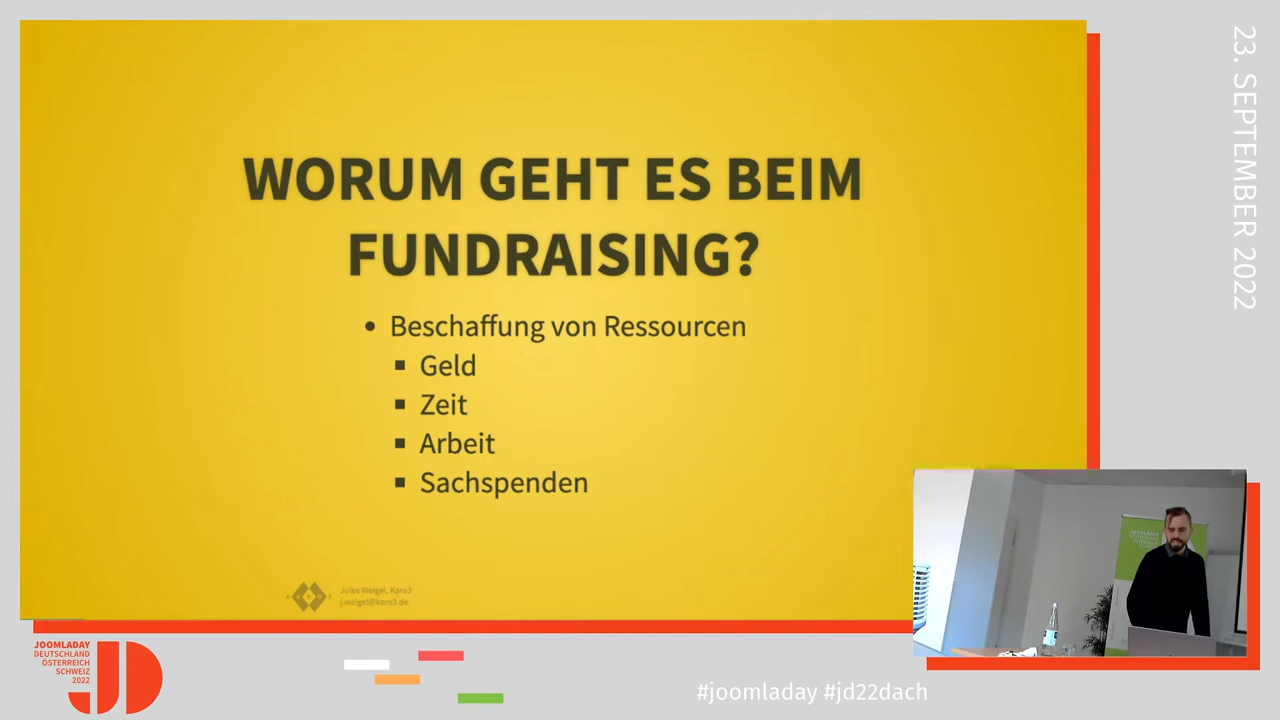 WORUM GEHT ES BEIM
FUNDRAISING?
Beschaffung von Ressourcen
Geld
Zeit
Arbeit
Sachspenden
Jules Weigel, Karo3
j.weigel@karo3.de
23. SEPTEMBER 2022
JOOMLADAY
DEUTSCHLAND
ÖSTERREICH
SCHWEIZ
2022
JD
#joomladay #jd22dach